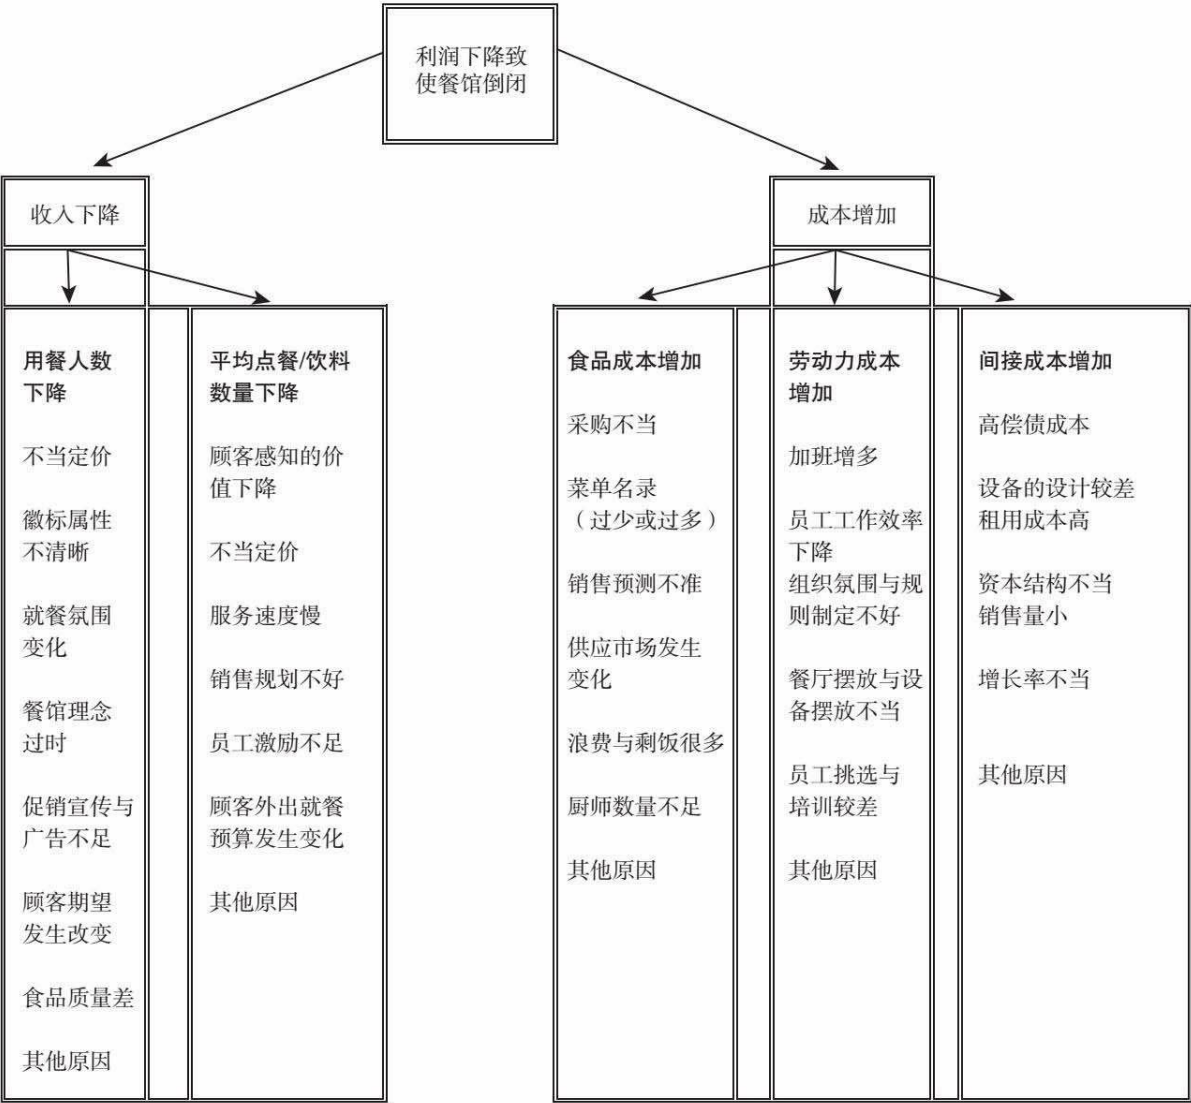 利润下降致
使餐馆倒闭
收入下降
成本增加
用餐人数
下降
不当定价
徽标属性
不清晰
就餐氛围
变化
餐馆理念
过时
促销宣传与
广告不足
顾客期望
发生改变
食品质量差
其他原因
平均点餐/饮料
数量下降
顾客感知的价
值下降
不当定价
服务速度慢
销售规划不好
员工激励不足
顾客外出就餐
预算发生变化
其他原因
食品成本增加
采购不当
菜单名录
（过少或过多）
销售预测不准
供应市场发生
变化
浪费与剩饭很多
厨师数量不足
其他原因
劳动力成本
增加
加班增多
员工工作效率
下降
组织氛围与规
则制定不好
餐厅摆放与设
备摆放不当
员工挑选与
培训较差
其他原因
间接成本增加
高偿债成本
设备的设计较差
租用成本高
资本结构不当
销售量小
增长率不当
其他原因